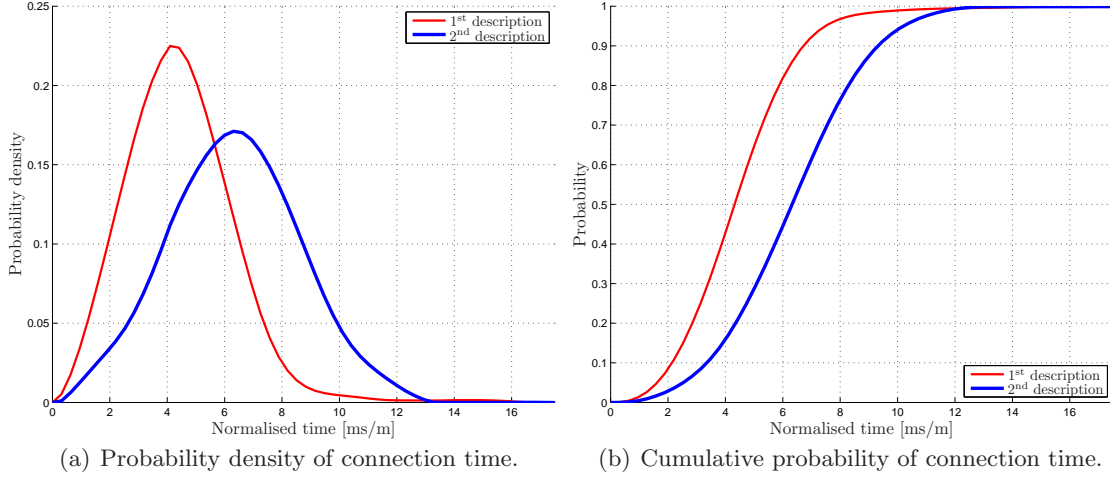 0.25
0.2
0.15
0.1
0.05
0
Probability density
1st description
2nd description
0 2 4 6 8 10 12 14 16
Normalised time [ms/m]
(a) Probability density of connection time.
1
0.9
0.8
0.7
0.6
0.5
0.4
0.3
0.2
0.1
0
Probability
1st description
2nd description
0 2 4 6 8 10 12 14 16
Normalised time [ms/m]
(b) Cumulative probability of connection time.